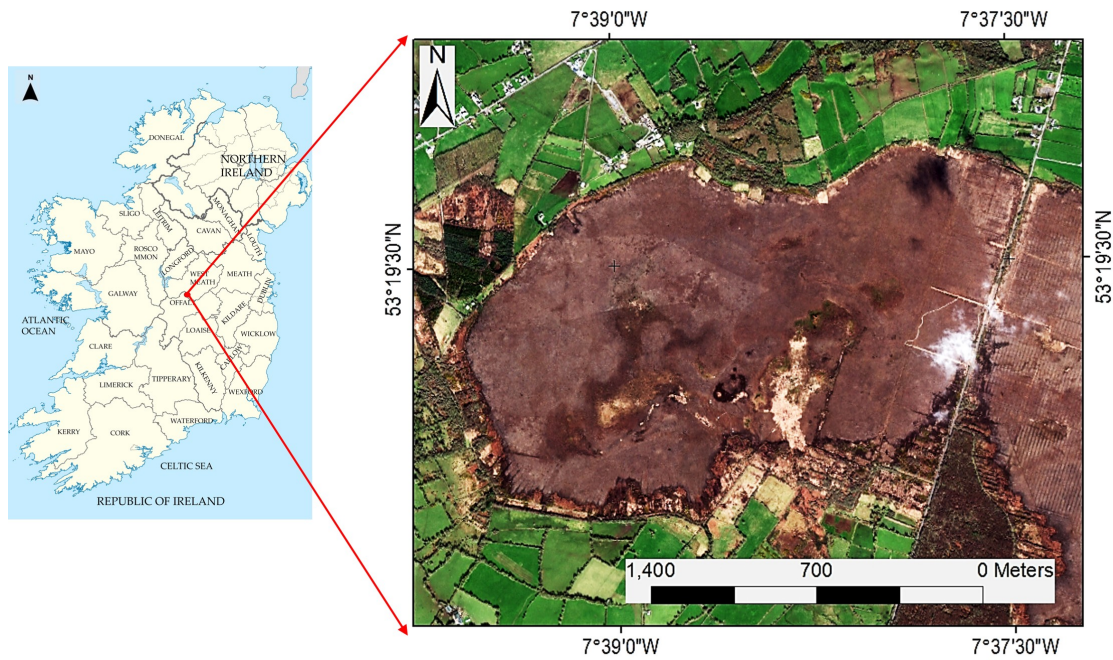 N
DONEGAL
NORTHERN
IRELAND
SLIGO
LEITRIM
MONAGHAN
CAVAN
LOUTH
MAYO
ROSCO
MMON
LONGFORD
WEST
MEATH
MEATH
DUBLIN
GALWAY
OFFALY
KILDARE
ATLANTIC
OCEAN
LOAISE
WICKLOW
CLARE
CARLOW
LIMERICK
TIPPERARY
KILKENNY
WEXFORD
WATERFORD
KERRY
CORK
CELTIC SEA
REPUBLIC OF IRELAND
7°39'0"W
7°37'30"W
N
53°19'30"N
53°19'30"N
1,400 700 0 Meters
7°39'0"W
7°37'30"W